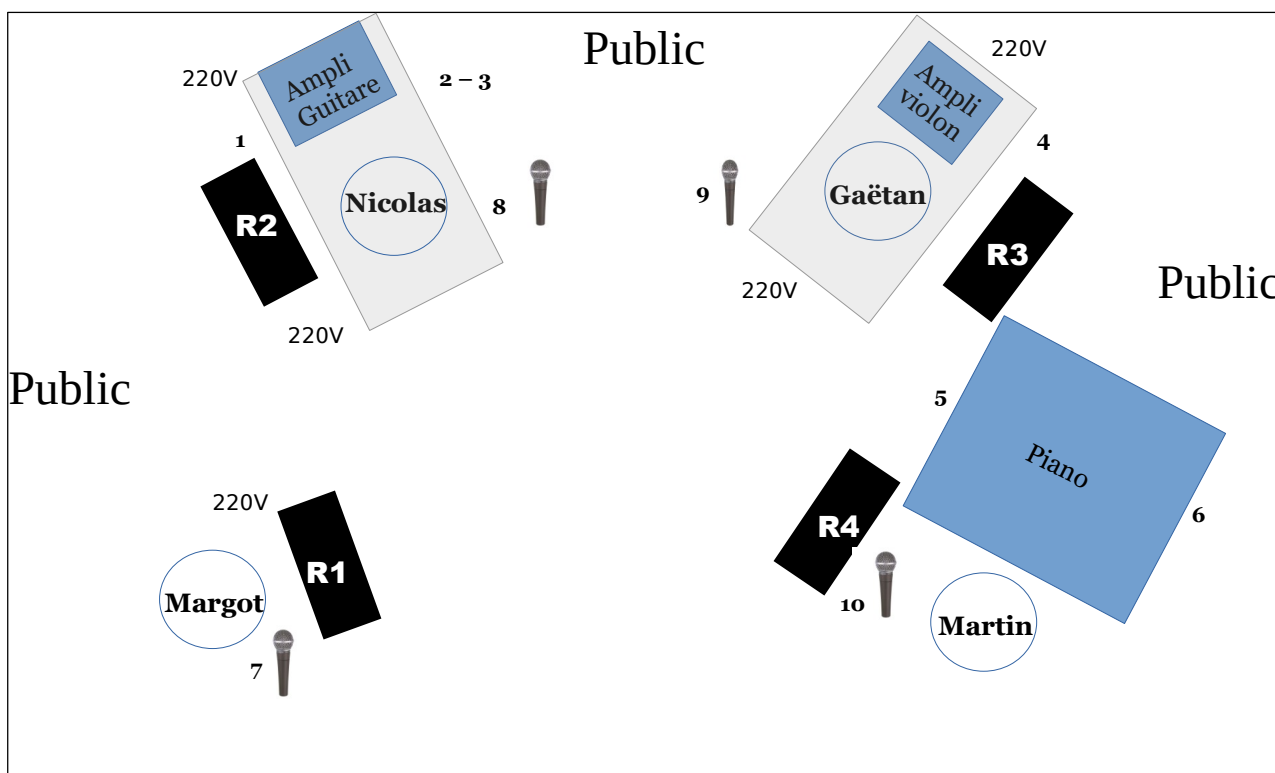 Public
220V
Ampli
Guitare
2 – 3
1
R2
Nicolas
8
220V
9
Ampli
violon
220V
4
Gaëtan
R3
220V
Public
Public
5
Piano
6
220V
R1
Margot
7
R4
10
Martin